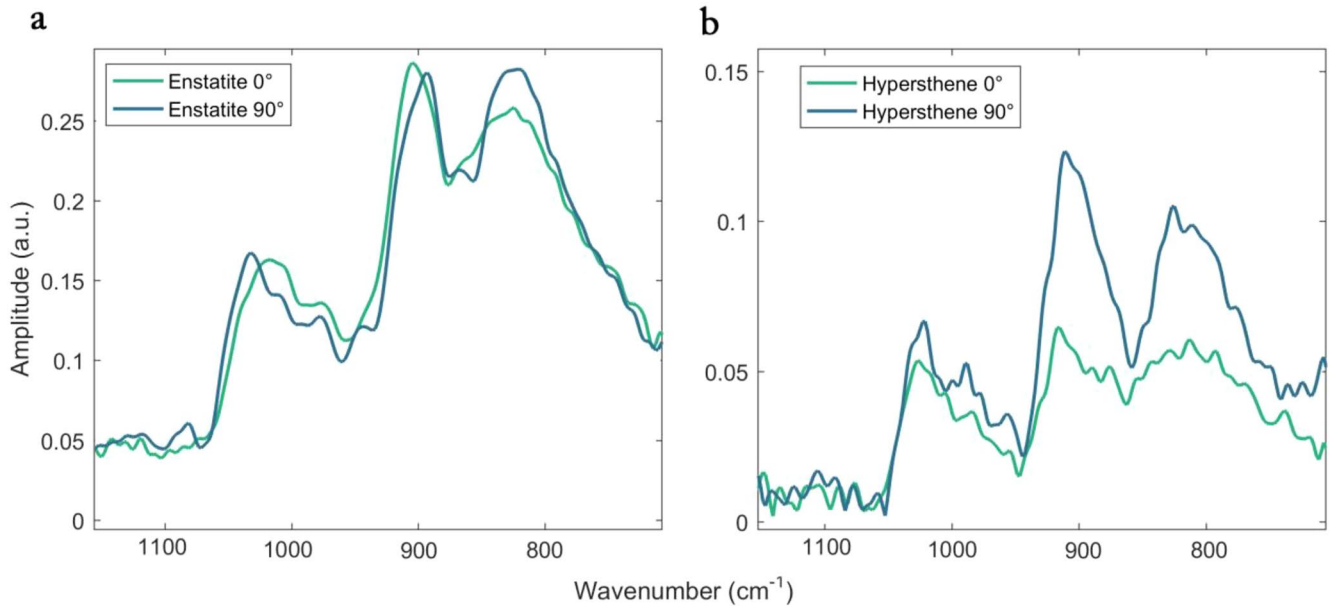 a
b
Enstatite 0°
Enstatite 90°
Hypersthene 0°
Hypersthene 90°
Amplitude (a.u.)
0.25
0.2
0.15
0.1
0.05
0
1100
1000
900
800
0.15
0.1
0.05
0
1100
1000
900
800
Wavenumber (cm⁻¹)